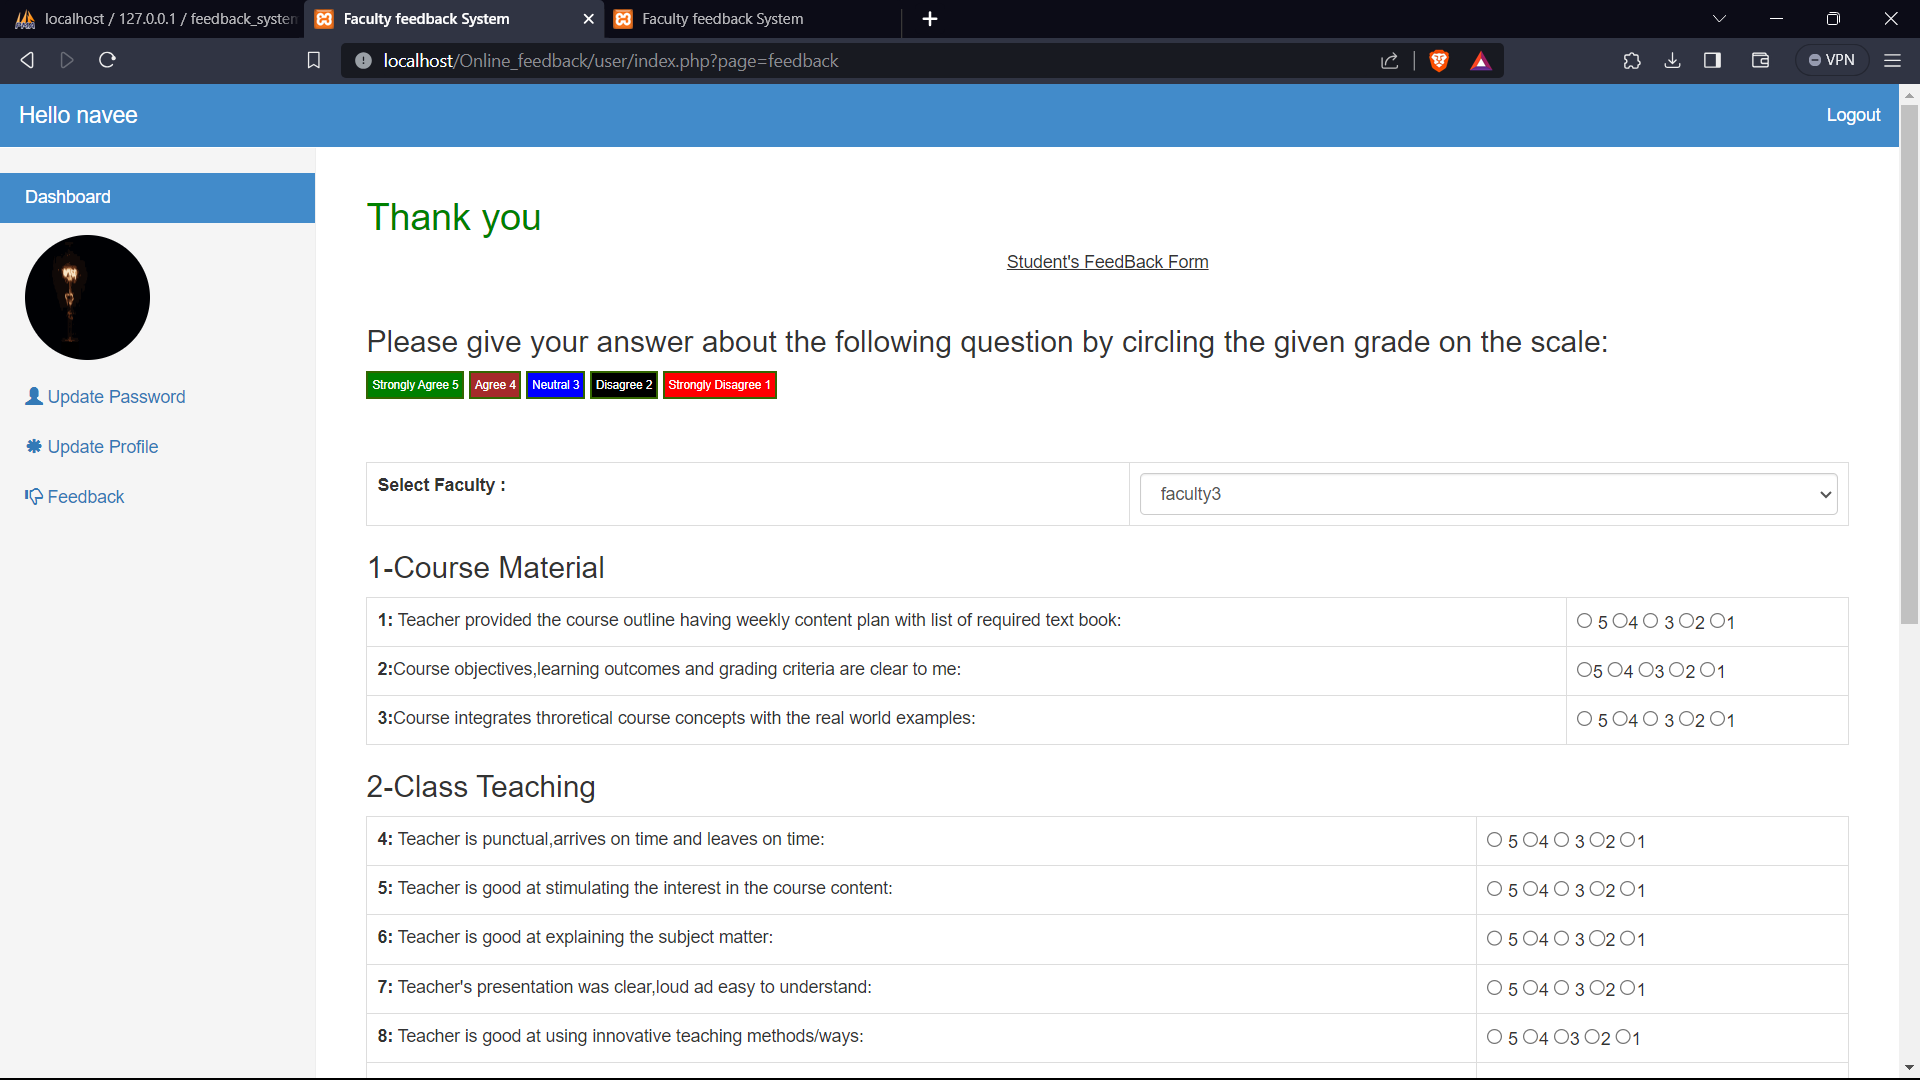 localhost / 127.0.0.1 / feedback_system
Faculty feedback System
Faculty feedback System
localhost/Online_feedback/user/index.php?page=feedback
VPN
Hello navee
Logout
Dashboard
Update Password
Update Profile
Feedback
Thank you
Student's FeedBack Form
Please give your answer about the following question by circling the given grade on the scale:
Strongly Agree 5 Agree 4 Neutral 3 Disagree 2 Strongly Disagree 1
Select Faculty :
faculty3
1-Course Material
1: Teacher provided the course outline having weekly content plan with list of required text book: 5 4 3 2 1
2:Course objectives,learning outcomes and grading criteria are clear to me: 5 4 3 2 1
3:Course integrates throretical course concepts with the real world examples: 5 4 3 2 1
2-Class Teaching
4: Teacher is punctual,arrives on time and leaves on time: 5 4 3 2 1
5: Teacher is good at stimulating the interest in the course content: 5 4 3 2 1
6: Teacher is good at explaining the subject matter: 5 4 3 2 1
7: Teacher's presentation was clear,loud ad easy to understand: 5 4 3 2 1
8: Teacher is good at using innovative teaching methods/ways: 5 4 3 2 1